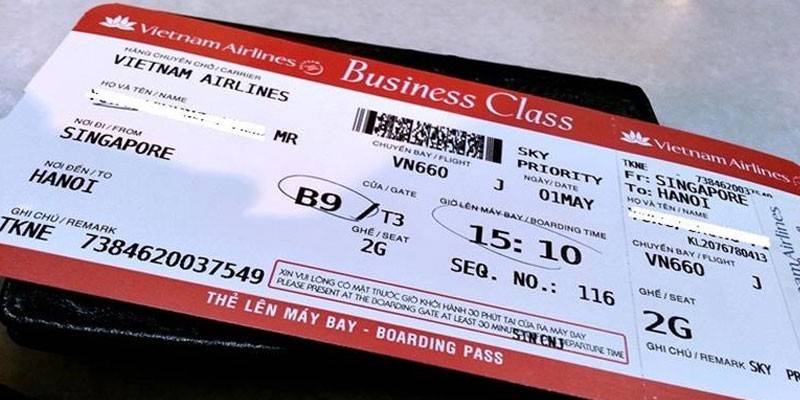 Vietnam Airlines
Business Class
HÃNG CHUYÊN CHỞ / CARRIER
VIETNAM AIRLINES
HỌ VÀ TÊN / NAME
MR
NƠI ĐI / FROM
SINGAPORE
NƠI ĐẾN / TO
HANOI
GHI CHÚ / REMARK
TKNE 7384620037549
SKY
PRIORITY
CHUYẾN BAY / FLIGHT
VN660 J
NGÀY / DATE
01MAY
CỬA / GATE
B9 /T3
GIỜ LÊN MÁY BAY / BOARDING TIME
15: 10
GHẾ / SEAT
2G
SEQ. NO.: 116
XIN VUI LÒNG CÓ MẶT TRƯỚC GIỜ KHỞI HÀNH 30 PHÚT TẠI CỬA RA MÁY BAY
PLEASE PRESENT AT THE BOARDING GATE AT LEAST 30 DEPARTURE TIME
THẺ LÊN MÁY BAY - BOARDING PASS
Vietnam Airlines
TKNE
Fr: SINGAPORE
To: HANOI
HỌ VÀ TÊN / NAME
KL2076780413
CHUYẾN BAY / FLIGHT
VN660 J
GHẾ / SEAT
2G
GHI CHÚ / REMARK SKY